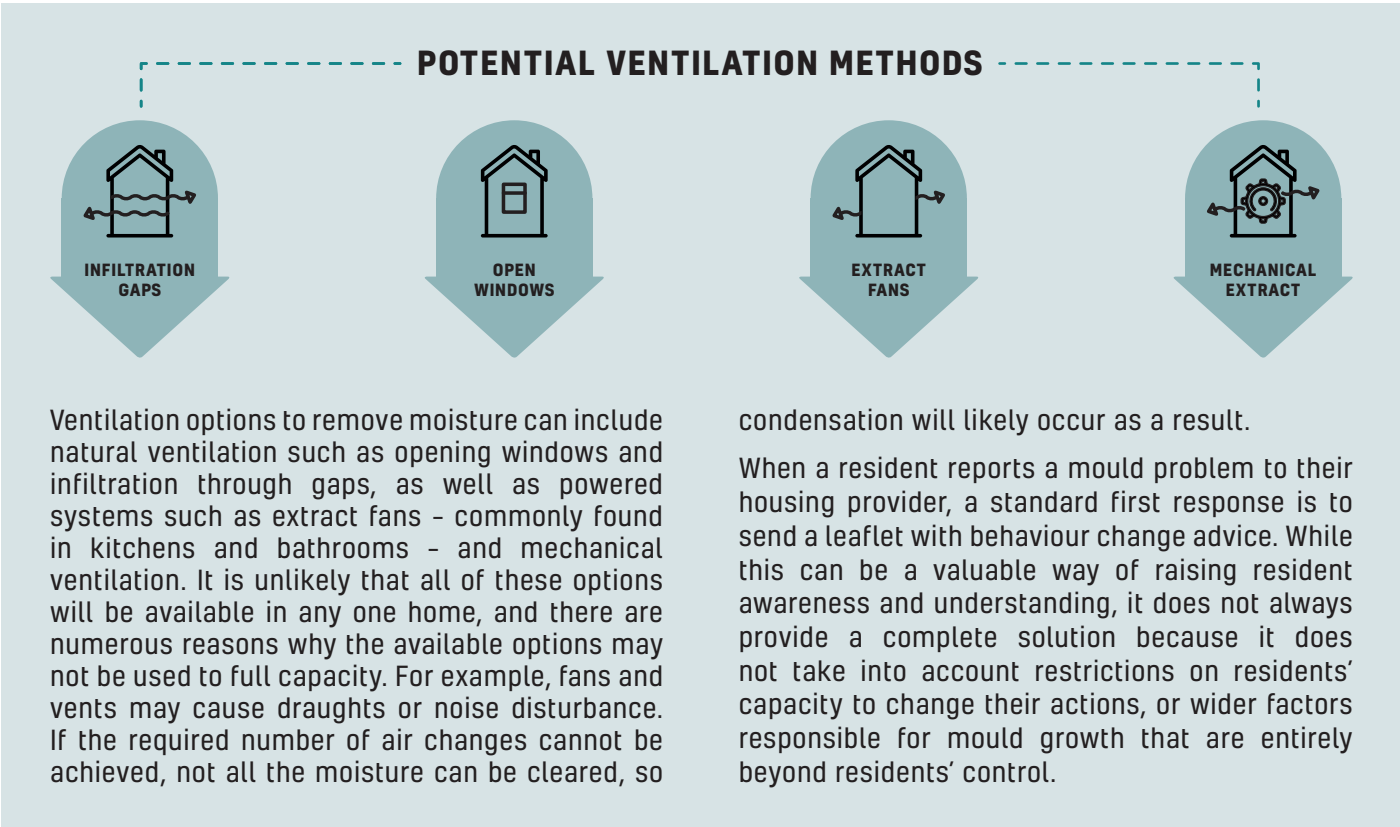 POTENTIAL VENTILATION METHODS
INFILTRATION
GAPS
OPEN
WINDOWS
EXTRACT
FANS
MECHANICAL
EXTRACT
Ventilation options to remove moisture can include
natural ventilation such as opening windows and
infiltration through gaps, as well as powered
systems such as extract fans – commonly found
in kitchens and bathrooms – and mechanical
ventilation. It is unlikely that all of these options
will be available in any one home, and there are
numerous reasons why the available options may
not be used to full capacity. For example, fans and
vents may cause draughts or noise disturbance.
If the required number of air changes cannot be
achieved, not all the moisture can be cleared, so
condensation will likely occur as a result.
When a resident reports a mould problem to their
housing provider, a standard first response is to
send a leaflet with behaviour change advice. While
this can be a valuable way of raising resident
awareness and understanding, it does not always
provide a complete solution because it does
not take into account restrictions on residents’
capacity to change their actions, or wider factors
responsible for mould growth that are entirely
beyond residents’ control.